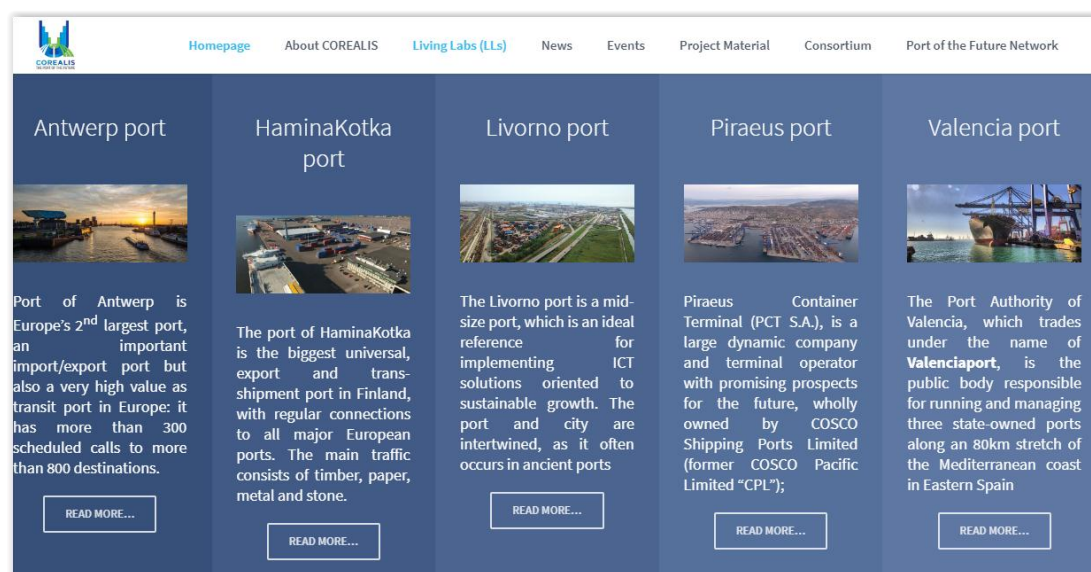 COREALIS
THE PORT OF THE FUTURE
Homepage
About COREALIS
Living Labs (LLs)
News
Events
Project Material
Consortium
Port of the Future Network
Antwerp port
Port of Antwerp is
Europe's 2nd largest port,
an important
import/export port but
also a very high value as
transit port in Europe: it
has more than 300
scheduled calls to more
than 800 destinations.
READ MORE...
HaminaKotka
port
The port of HaminaKotka
is the biggest universal,
export and trans-
shipment port in Finland,
with regular connections
to all major European
ports. The main traffic
consists of timber, paper,
metal and stone.
READ MORE...
Livorno port
The Livorno port is a mid-
size port, which is an ideal
reference for
implementing ICT
solutions oriented to
sustainable growth. The
port and city are
intertwined, as it often
occurs in ancient ports
READ MORE...
Piraeus port
Piraeus Container
Terminal (PCT S.A.), is a
large dynamic company
and terminal operator
with promising prospects
for the future, wholly
owned by COSCO
Shipping Ports Limited
(former COSCO Pacific
Limited "CPL");
READ MORE...
Valencia port
The Port Authority of
Valencia, which trades
under the name of
Valenciaport, is the
public body responsible
for running and managing
three state-owned ports
along an 80km stretch of
the Mediterranean coast
in Eastern Spain
READ MORE...